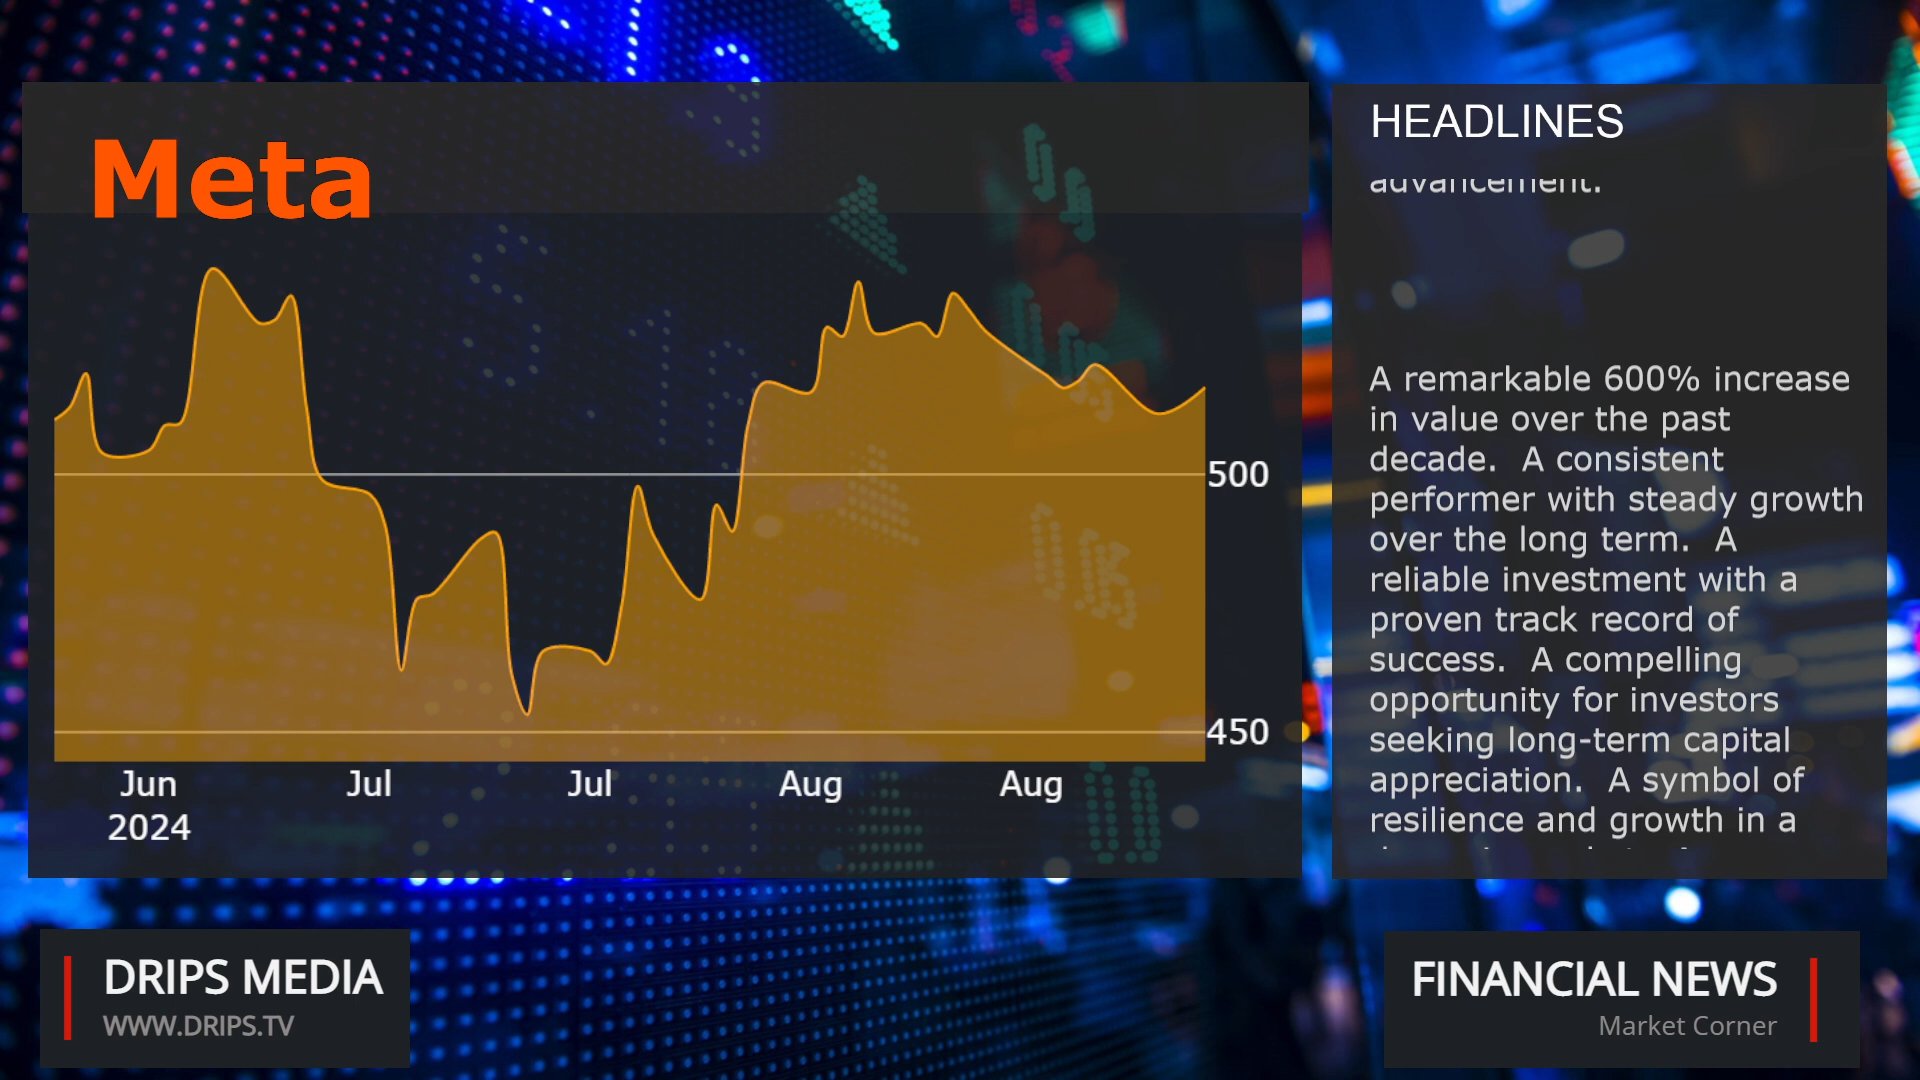 Meta
500
450
Jun
Jul
Jul
Aug
Aug
2024
HEADLINES
advancement.
A remarkable 600% increase
in value over the past
decade.  A consistent
performer with steady growth
over the long term.  A
reliable investment with a
proven track record of
success.  A compelling
opportunity for investors
seeking long-term capital
appreciation.  A symbol of
resilience and growth in a
DRIPS MEDIA
WWW.DRIPS.TV
FINANCIAL NEWS
Market Corner